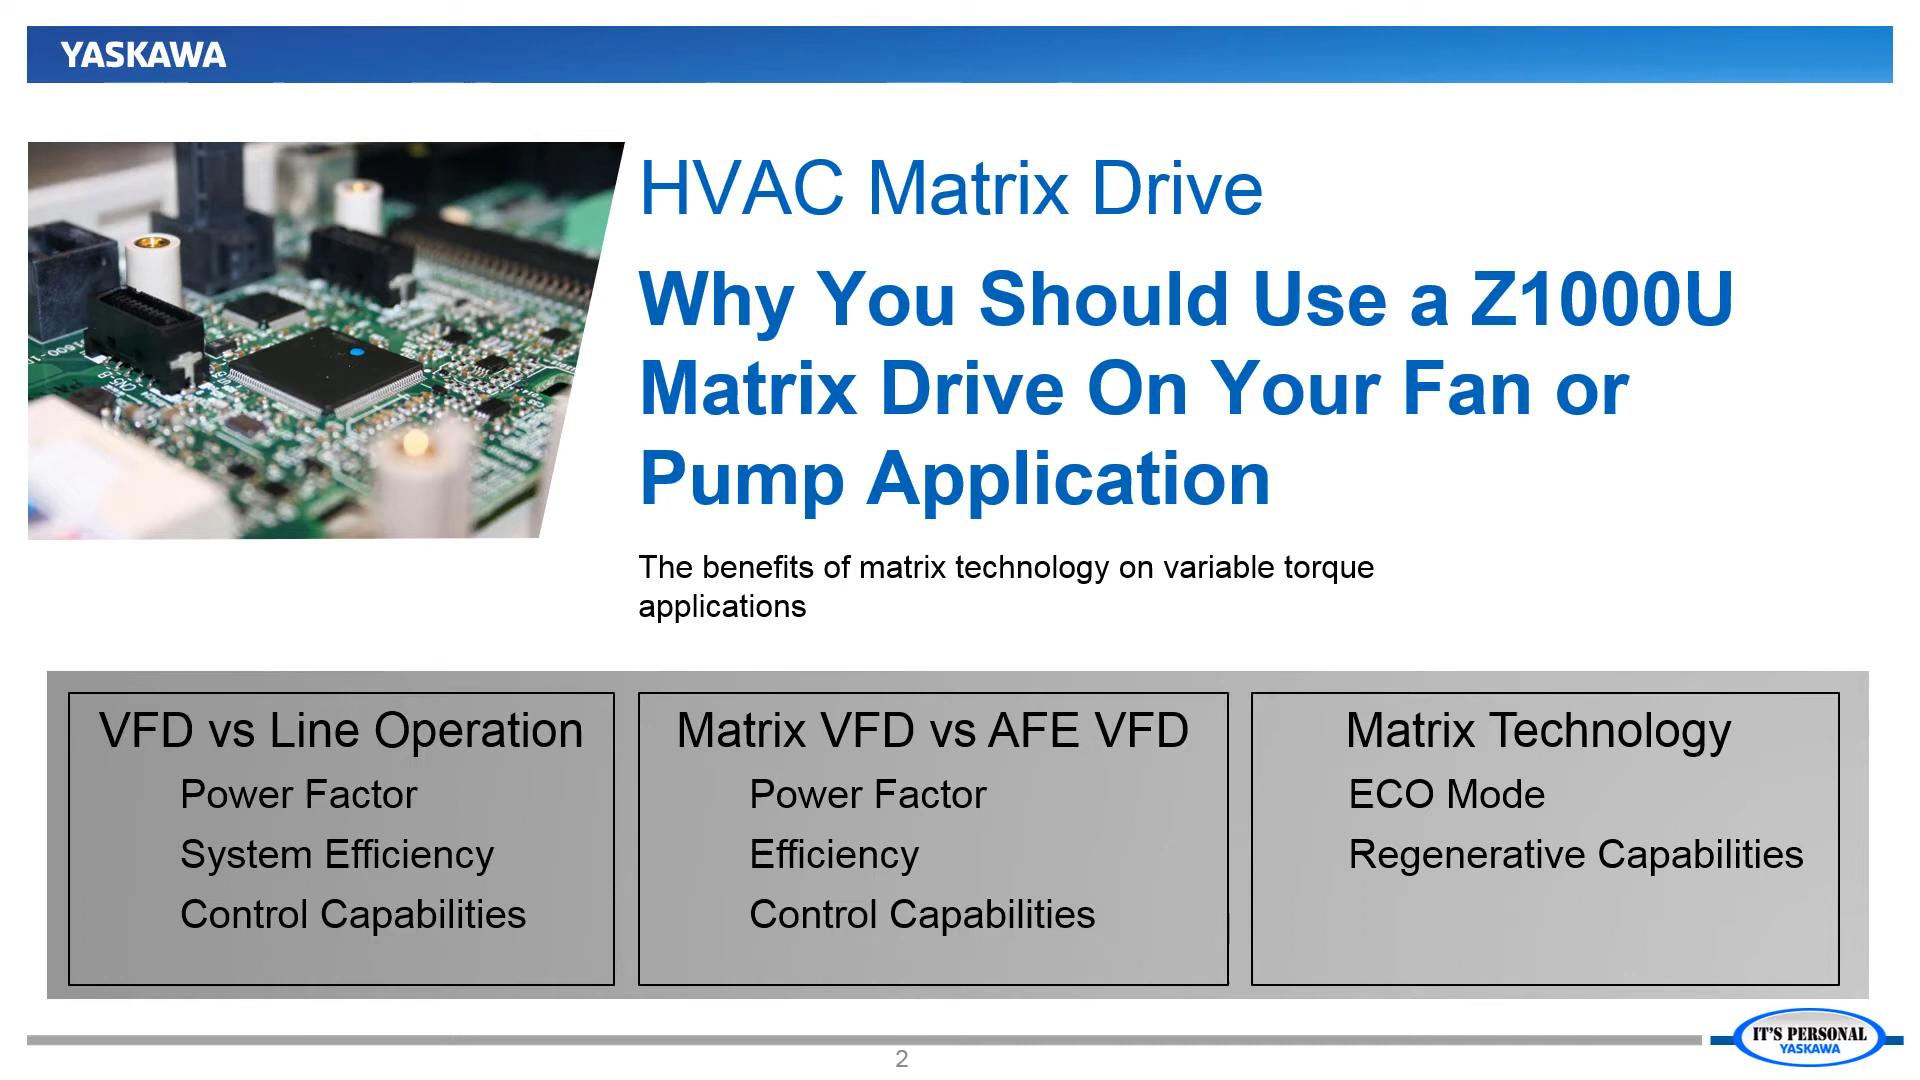 YASKAWA
HVAC Matrix Drive
Why You Should Use a Z1000U
Matrix Drive On Your Fan or
Pump Application
The benefits of matrix technology on variable torque
applications
VFD vs Line Operation
Power Factor
System Efficiency
Control Capabilities
Matrix VFD vs AFE VFD
Power Factor
Efficiency
Control Capabilities
Matrix Technology
ECO Mode
Regenerative Capabilities
IT'S PERSONAL
YASKAWA
2